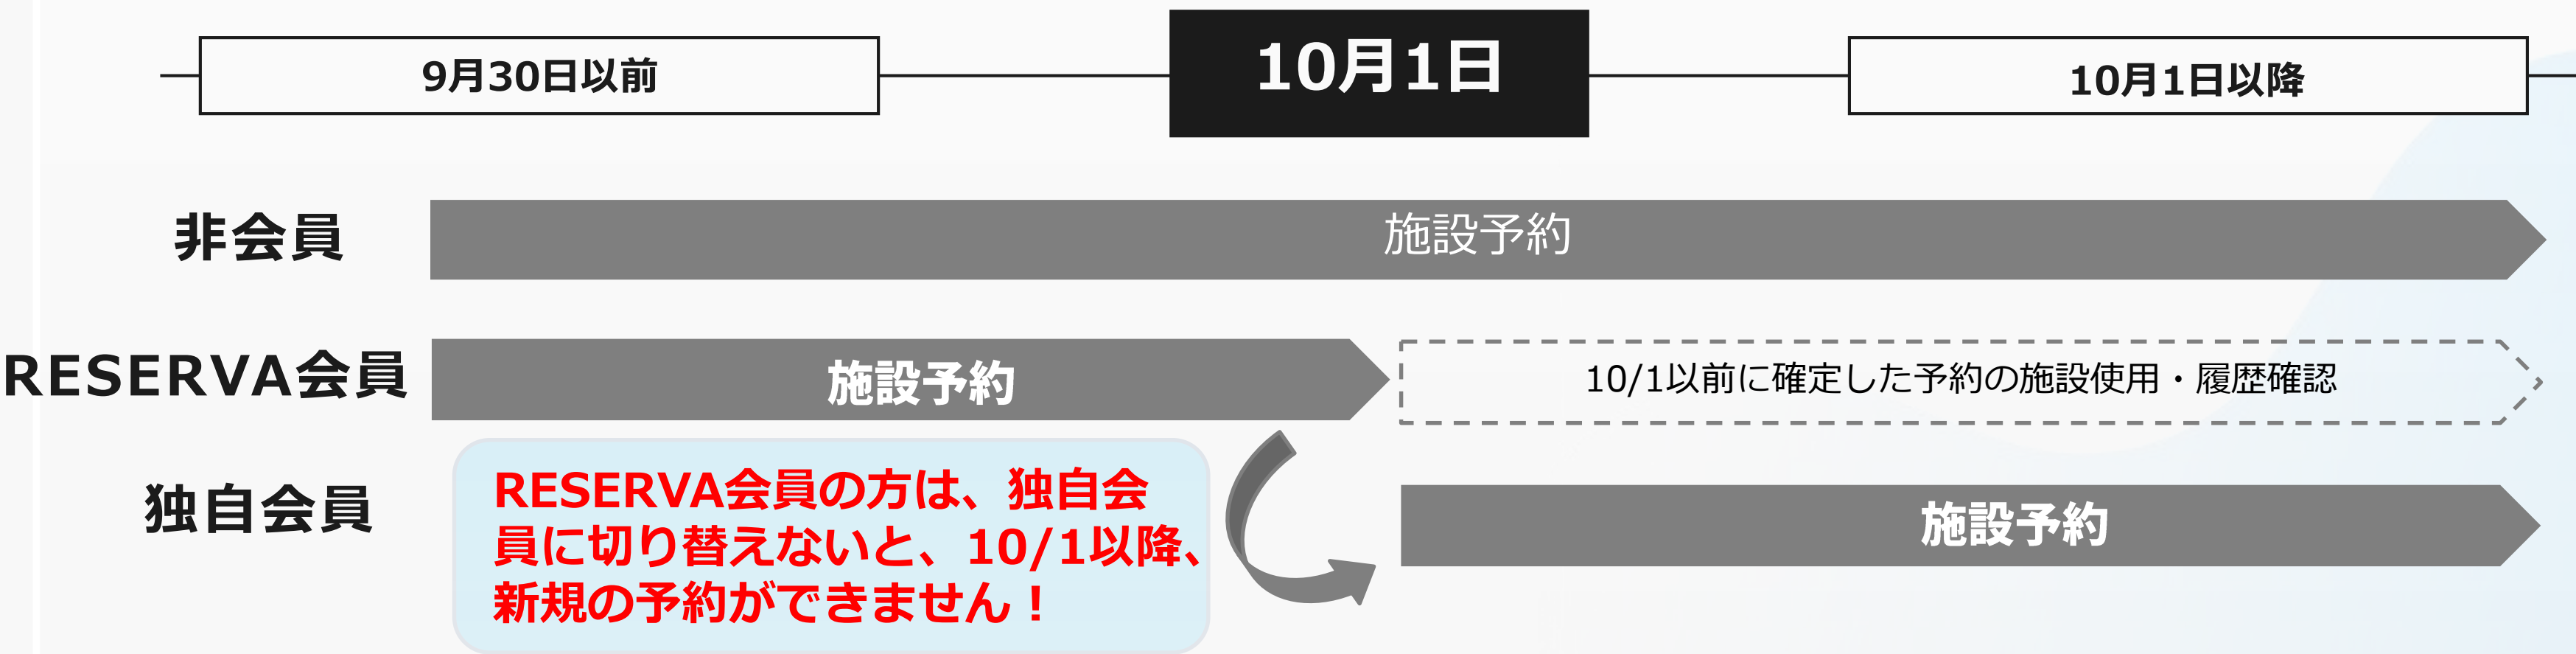 9月30日以前
10月1日
10月1日以降
非会員
施設予約
RESERVA会員
施設予約
10/1以前に確定した予約の施設使用・履歴確認
独自会員
RESERVA会員の方は、独自会
員に切り替えないと、10/1以降、
新規の予約ができません！
施設予約